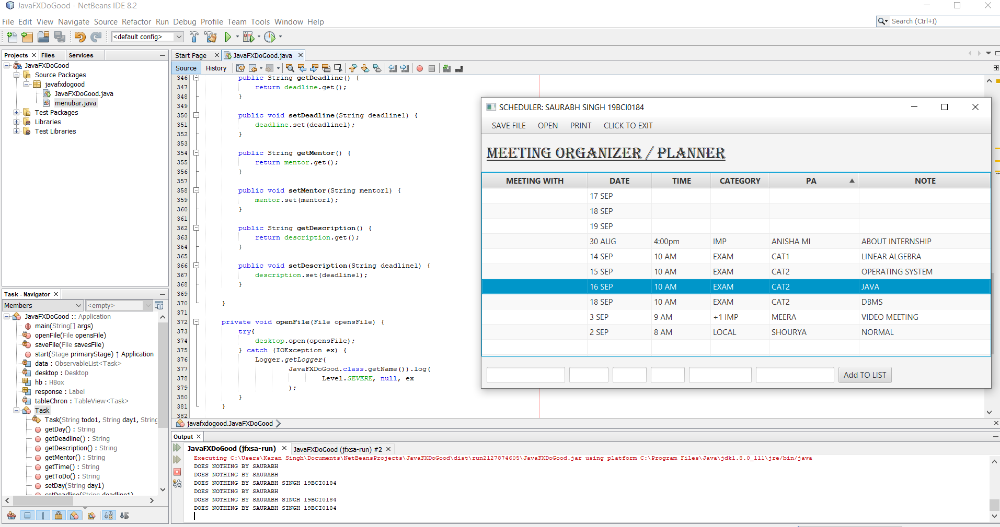 JavaFXDoGood - NetBeans IDE 8.2
File Edit View Navigate Source Refactor Run Debug Profile Team Tools Window Help
Search (Ctrl+I)
<default config>
Projects Files Services
JavaFXDoGood
Source Packages
javafxdogood
JavaFXDoGood.java
menubar.java
Test Packages
Libraries
Test Libraries
Start Page JavaFXDoGood.java
Source History
346 public String getDeadline() {
347 return deadline.get();
348 }
349
350 public void setDeadline(String deadline1) {
351 deadline.set(deadline1);
352 }
353
354 public String getMentor() {
355 return mentor.get();
356 }
357
358 public void setMentor(String mentor1) {
359 mentor.set(mentor1);
360 }
361
362 public String getDescription() {
363 return description.get();
364 }
365
366 public void setDescription(String deadline1) {
367 description.set(deadline1);
368 }
369
370 }
371
372 private void openFile(File opensFile) {
373 try{
374 desktop.open(opensFile);
375 } catch (IOException ex) {
376 Logger.getLogger(
377 JavaFXDoGood.class.getName()).log(
378 Level.SEVERE, null, ex
379 );
380 }
381 }
382
javafxdogood.JavaFXDoGood
SCHEDULER: SAURABH SINGH 19BCI0184
SAVE FILE OPEN PRINT CLICK TO EXIT
MEETING ORGANIZER / PLANNER
MEETING WITH DATE TIME CATEGORY PA NOTE
17 SEP
18 SEP
19 SEP
30 AUG 4:00pm IMP ANISHA MI ABOUT INTERNSHIP
14 SEP 10 AM EXAM CAT1 LINEAR ALGEBRA
15 SEP 10 AM EXAM CAT2 OPERATING SYSTEM
16 SEP 10 AM EXAM CAT2 JAVA
18 SEP 10 AM EXAM CAT2 DBMS
3 SEP 9 AM +1 IMP MEERA VIDEO MEETING
2 SEP 8 AM LOCAL SHOURYA NORMAL
Add TO LIST
Task - Navigator
Members <empty>
JavaFXDoGood :: Application
main(String[] args)
openFile(File opensFile)
saveFile(File savesFile)
start(Stage primaryStage) ↑ Application
data : ObservableList<Task>
desktop : Desktop
hb : HBox
response : Label
tableChron : TableView<Task>
Task
Task(String todo1, String day1, String
getDay() : String
getDeadline() : String
getDescription() : String
getMentor() : String
getTime() : String
getToDo() : String
setDay(String day1)
setDeadline(String deadline1)
Output
JavaFXDoGood (jfxsa-run) JavaFXDoGood (jfxsa-run) #2
Executing C:\Users\Karan Singh\Documents\NetBeansProjects\JavaFXDoGood\dist\run2127874605\JavaFXDoGood.jar using platform C:\Program Files\Java\jdk1.8.0_111\jre/bin/java
DOES NOTHING BY SAURABH
DOES NOTHING BY SAURABH
DOES NOTHING BY SAURABH SINGH 19BCI0184
DOES NOTHING BY SAURABH
DOES NOTHING BY SAURABH SINGH 19BCI0184
DOES NOTHING BY SAURABH SINGH 19BCI0184